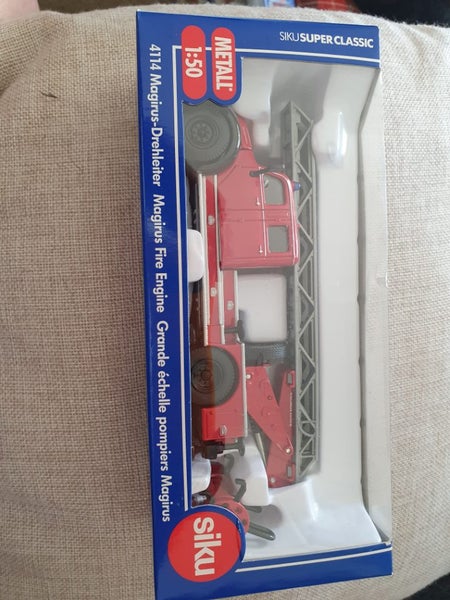 SIKU SUPER CLASSIC
METALL
1:50
4114 Magirus-Drehleiter Magirus Fire Engine Grande échelle pompiers Magirus
siku